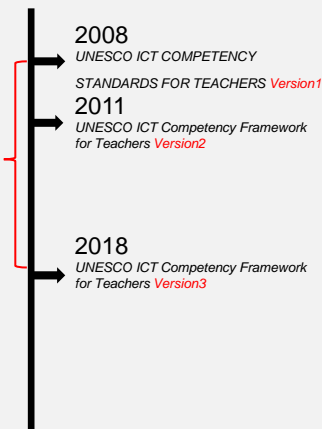 2008
UNESCO ICT COMPETENCY
STANDARDS FOR TEACHERS Version1
2011
UNESCO ICT Competency Framework
for Teachers Version2
2018
UNESCO ICT Competency Framework
for Teachers Version3